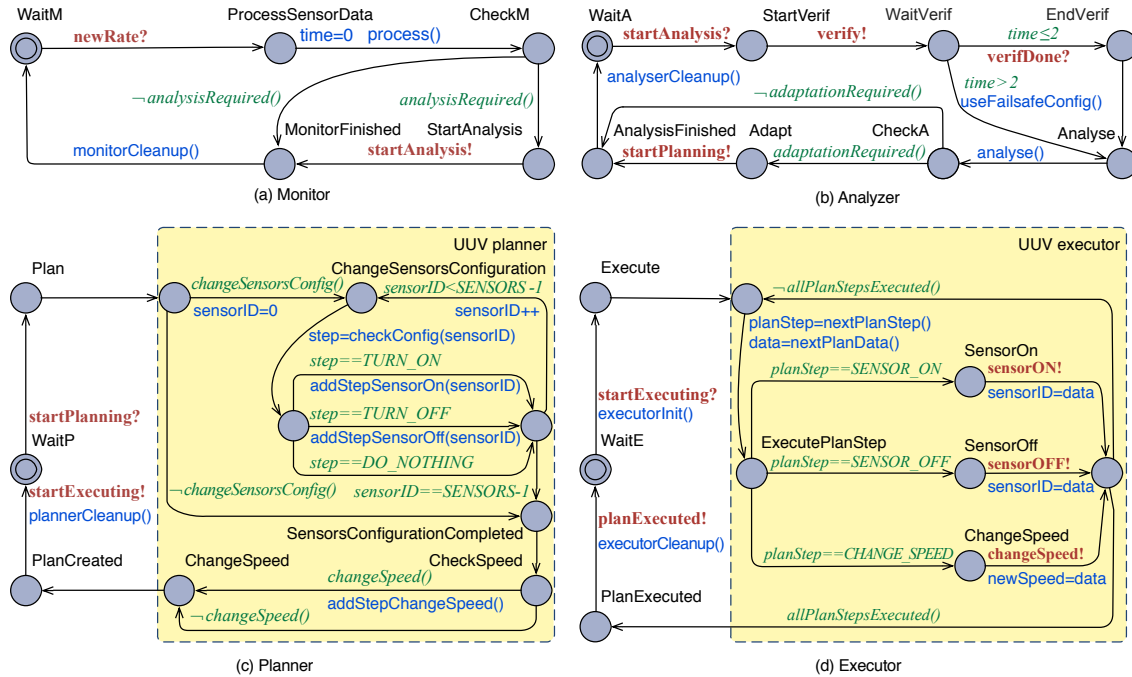 WaitM
ProcessSensorData
CheckM
newRate?
time=0 process()
¬analysisRequired()
analysisRequired()
MonitorFinished
StartAnalysis
monitorCleanup()
startAnalysis!
(a) Monitor
WaitA
StartVerif
WaitVerif
EndVerif
startAnalysis?
verify!
time≤2
verifDone?
analyserCleanup()
time>2
useFailsafeConfig()
¬adaptationRequired()
AnalysisFinished
Adapt
CheckA
Analyse
startPlanning!
adaptationRequired()
analyse()
(b) Analyzer
UUV planner
Plan
ChangeSensorsConfiguration
changeSensorsConfig()
sensorID<SENSORS-1
sensorID=0
sensorID++
step=checkConfig(sensorID)
step==TURN_ON
addStepSensorOn(sensorID)
startPlanning?
step==TURN_OFF
WaitP
addStepSensorOff(sensorID)
step==DO_NOTHING
startExecuting!
¬changeSensorsConfig()
sensorID==SENSORS-1
plannerCleanup()
SensorsConfigurationCompleted
PlanCreated
ChangeSpeed
CheckSpeed
changeSpeed()
addStepChangeSpeed()
¬changeSpeed()
(c) Planner
UUV executor
Execute
¬allPlanStepsExecuted()
planStep=nextPlanStep()
data=nextPlanData()
SensorOn
planStep==SENSOR_ON
sensorON!
startExecuting?
sensorID=data
executorInit()
WaitE
ExecutePlanStep
SensorOff
planStep==SENSOR_OFF
sensorOFF!
sensorID=data
planExecuted!
executorCleanup()
ChangeSpeed
planStep==CHANGE_SPEED
changeSpeed!
newSpeed=data
PlanExecuted
allPlanStepsExecuted()
(d) Executor